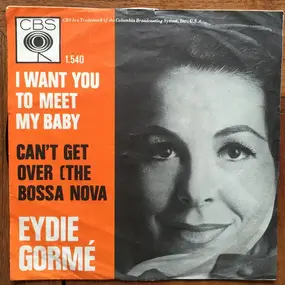 CBS
CBS is a Trademark of the Columbia Broadcasting System, Inc., U.S.A.
1.540
I WANT YOU
TO MEET
MY BABY
CAN'T GET
OVER (THE
BOSSA NOVA
EYDIE
GORMÉ